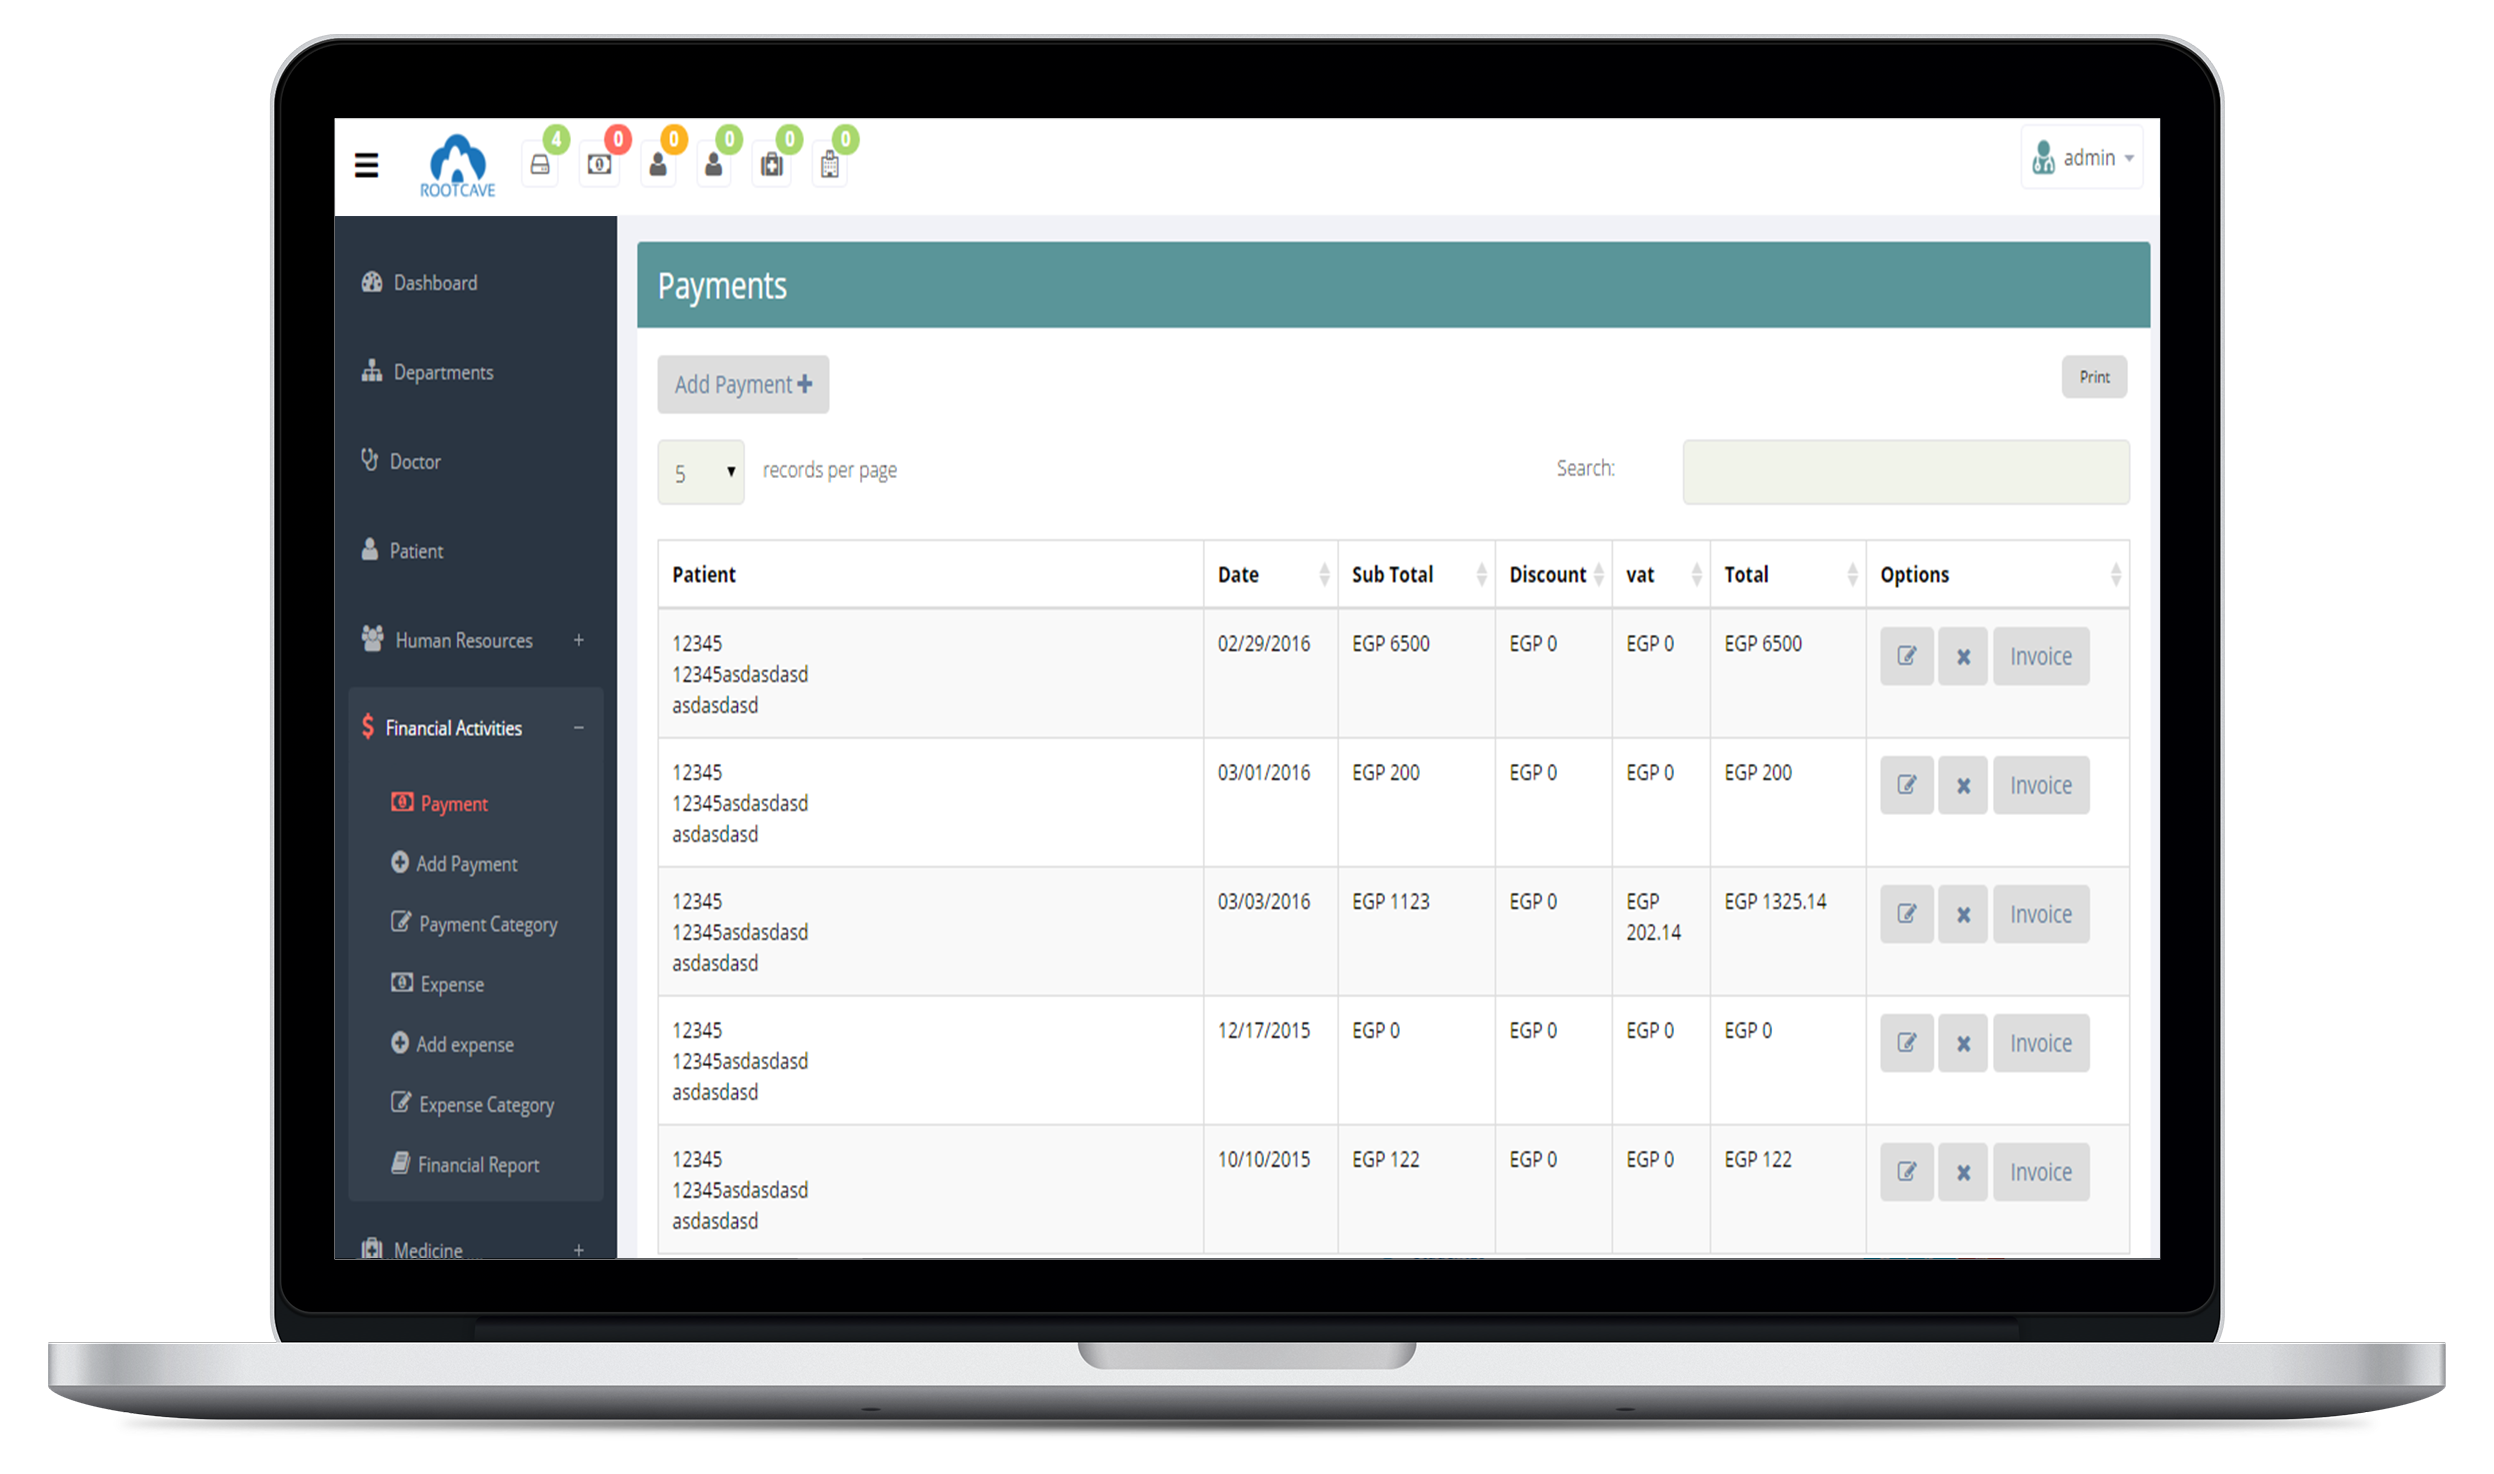 4 0 0 0 0 0
ROOTCAVE
admin
Dashboard
Departments
Doctor
Patient
Human Resources +
Financial Activities −
Payment
Add Payment
Payment Category
Expense
Add expense
Expense Category
Financial Report
Medicine +
Payments
Add Payment +
Print
5 records per page
Search:
Patient Date Sub Total Discount vat Total Options
12345 02/29/2016 EGP 6500 EGP 0 EGP 0 EGP 6500 Invoice
12345asdasdasd
asdasdasd
12345 03/01/2016 EGP 200 EGP 0 EGP 0 EGP 200 Invoice
12345asdasdasd
asdasdasd
12345 03/03/2016 EGP 1123 EGP 0 EGP EGP 1325.14 Invoice
12345asdasdasd 202.14
asdasdasd
12345 12/17/2015 EGP 0 EGP 0 EGP 0 EGP 0 Invoice
12345asdasdasd
asdasdasd
12345 10/10/2015 EGP 122 EGP 0 EGP 0 EGP 122 Invoice
12345asdasdasd
asdasdasd